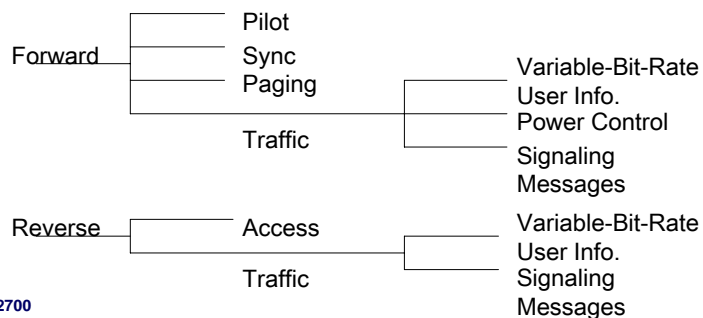 Pilot
Forward
Sync
Paging
Variable-Bit-Rate
User Info.
Power Control
Traffic
Signaling
Messages
Reverse
Access
Variable-Bit-Rate
User Info.
Traffic
Signaling
Messages
2700